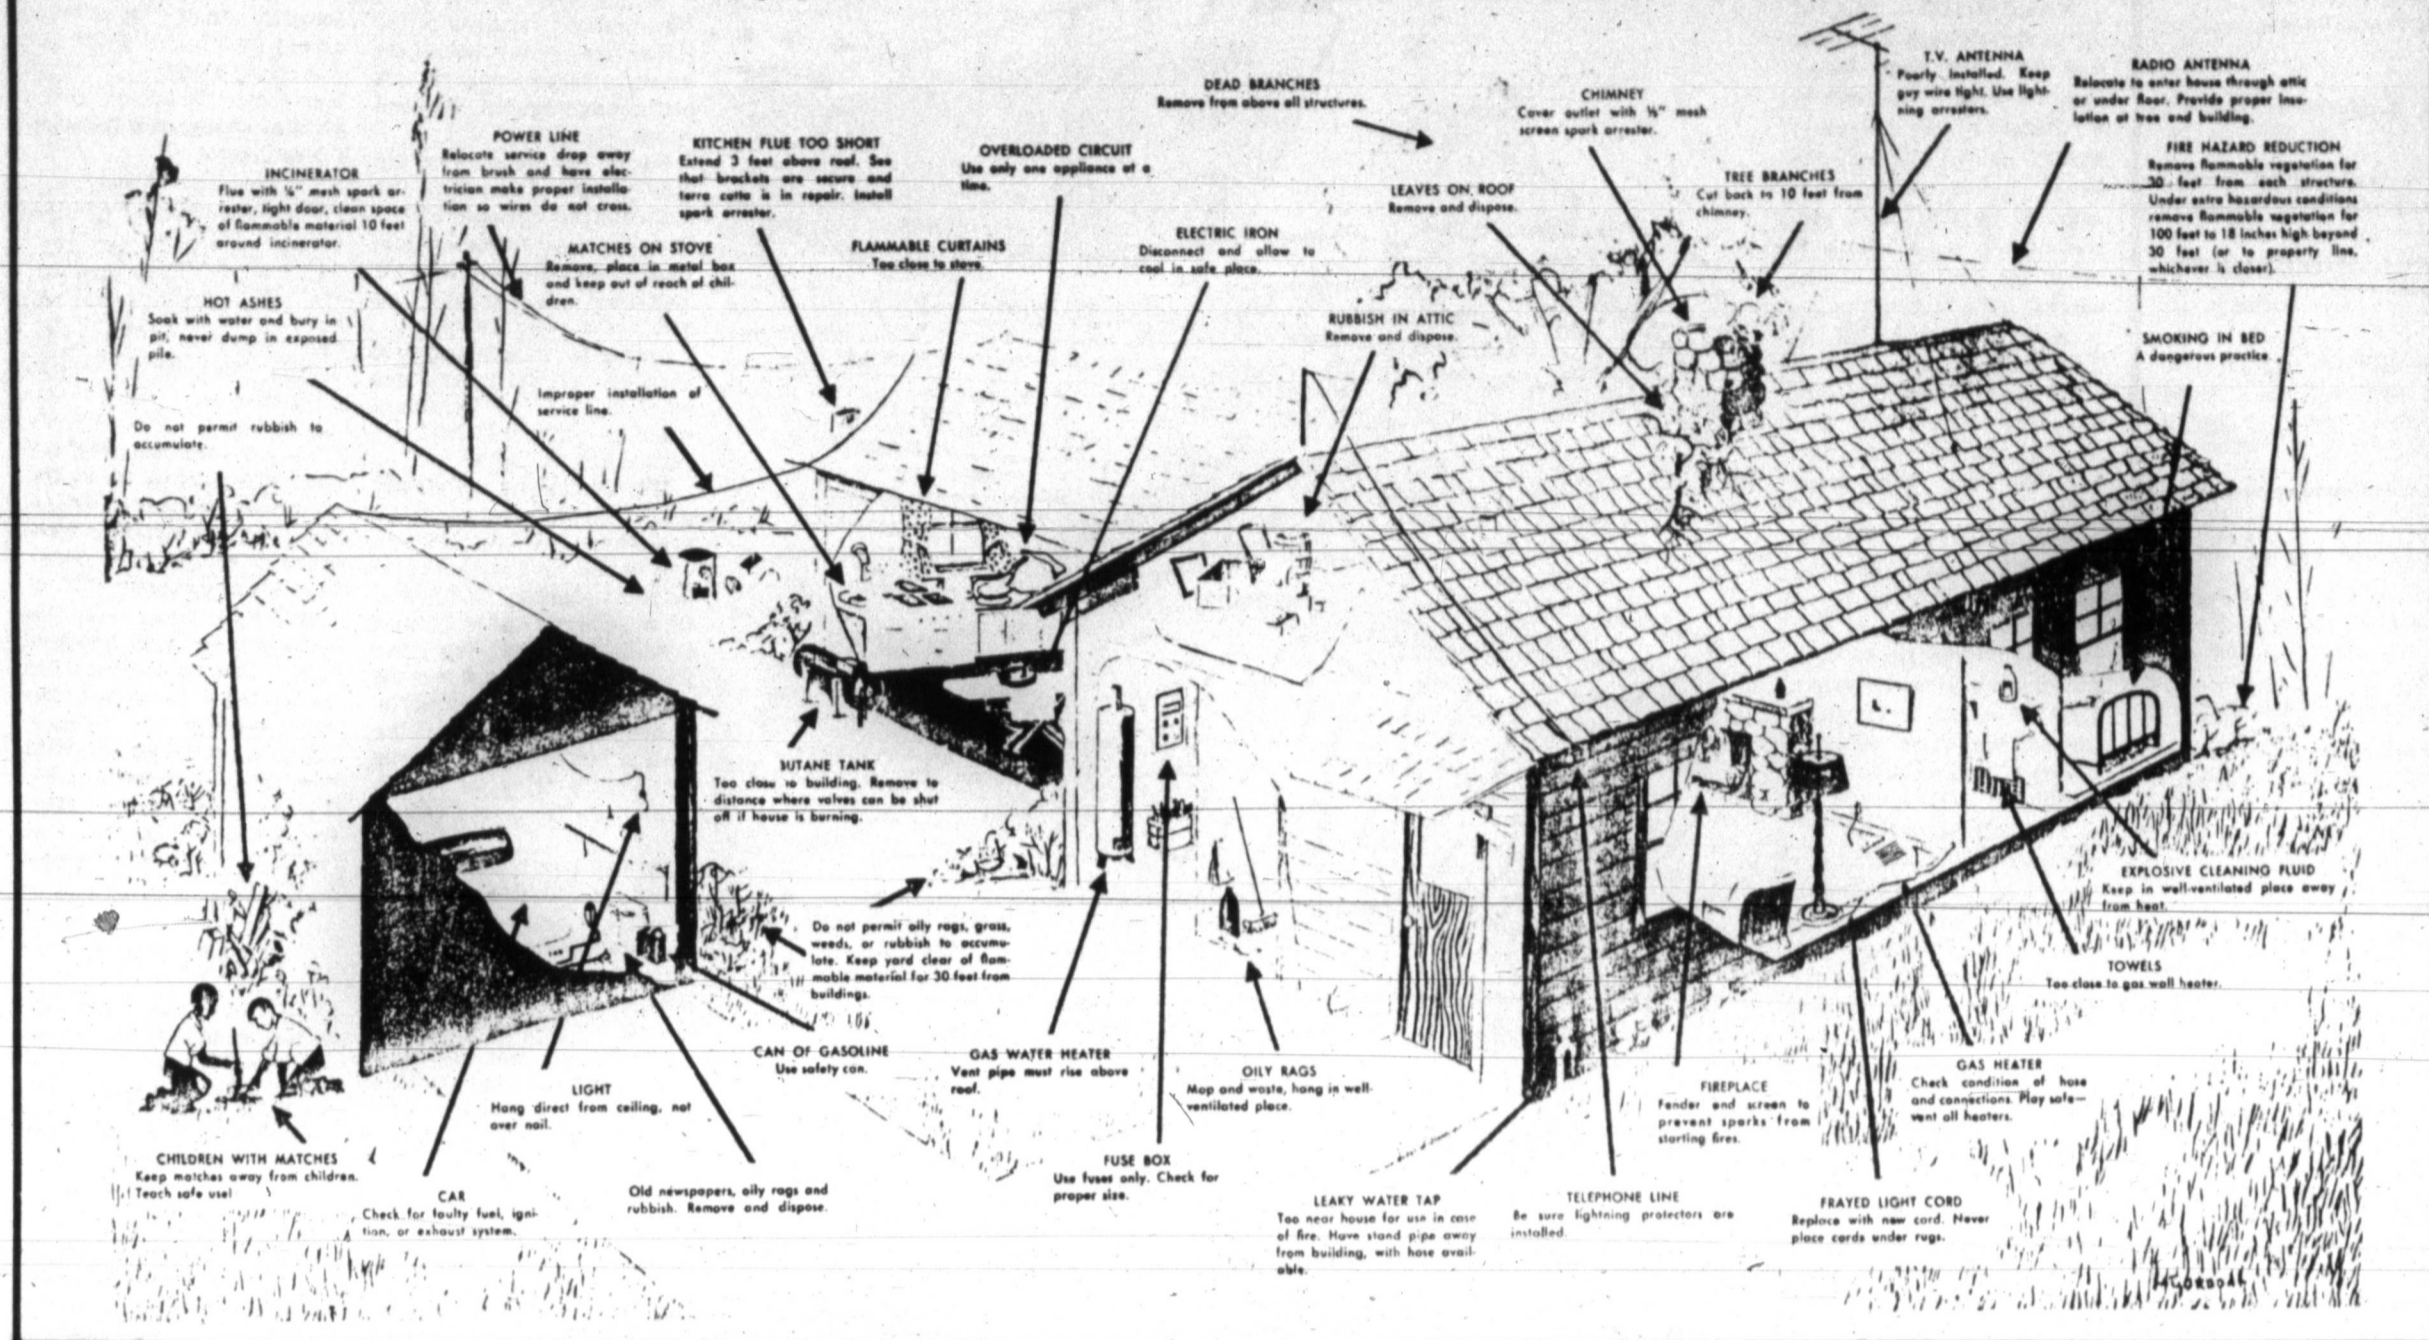 INCINERATOR
Flue with ¼" mesh spark ar-
rester, tight door, clean space
of flammable material 10 feet
around incinerator.
POWER LINE
Relocate service drop away
from brush and have elec-
trician make proper installa-
tion so wires do not cross.
KITCHEN FLUE TOO SHORT
Extend 3 feet above roof. See
that brackets are secure and
terra cotta is in repair. Install
spark arrester.
OVERLOADED CIRCUIT
Use only one appliance at a
time.
DEAD BRANCHES
Remove from above all structures.
CHIMNEY
Cover outlet with ½" mesh
screen spark arrester.
T.V. ANTENNA
Poorly installed. Keep
guy wire tight. Use light-
ning arresters.
RADIO ANTENNA
Relocate to enter house through attic
or under floor. Provide proper insu-
lation at tree and building.
FIRE HAZARD REDUCTION
Remove flammable vegetation for
30 feet from each structure.
Under extra hazardous conditions
remove flammable vegetation for
100 feet to 18 inches high beyond
30 feet (or to property line,
whichever is closer).
LEAVES ON ROOF
Remove and dispose.
TREE BRANCHES
Cut back to 10 feet from
chimney.
MATCHES ON STOVE
Remove, place in metal box
and keep out of reach of chil-
dren.
FLAMMABLE CURTAINS
Too close to stove.
ELECTRIC IRON
Disconnect and allow to
cool in safe place.
HOT ASHES
Soak with water and bury in
pit, never dump in exposed
pile.
RUBBISH IN ATTIC
Remove and dispose.
SMOKING IN BED
A dangerous practice.
Improper installation of
service line.
Do not permit rubbish to
accumulate.
BUTANE TANK
Too close to building. Remove to
distance where valves can be shut
off if house is burning.
Do not permit oily rags, grass,
weeds, or rubbish to accumu-
late. Keep yard clear of flam-
mable material for 30 feet from
buildings.
EXPLOSIVE CLEANING FLUID
Keep in well-ventilated place away
from heat.
TOWELS
Too close to gas wall heater.
CAN OF GASOLINE
Use safety can.
GAS WATER HEATER
Vent pipe must rise above
roof.
OILY RAGS
Mop and waste, hang in well-
ventilated place.
FIREPLACE
Fender and screen to
prevent sparks from
starting fires.
GAS HEATER
Check condition of hose
and connections. Play safe—
vent all heaters.
LIGHT
Hang direct from ceiling, not
over nail.
CHILDREN WITH MATCHES
Keep matches away from children.
Teach safe use!
CAR
Check for faulty fuel, igni-
tion, or exhaust system.
Old newspapers, oily rags and
rubbish. Remove and dispose.
FUSE BOX
Use fuses only. Check for
proper size.
LEAKY WATER TAP
Too near house for use in case
of fire. Have stand pipe away
from building, with hose avail-
able.
TELEPHONE LINE
Be sure lightning protectors are
installed.
FRAYED LIGHT CORD
Replace with new cord. Never
place cords under rugs.